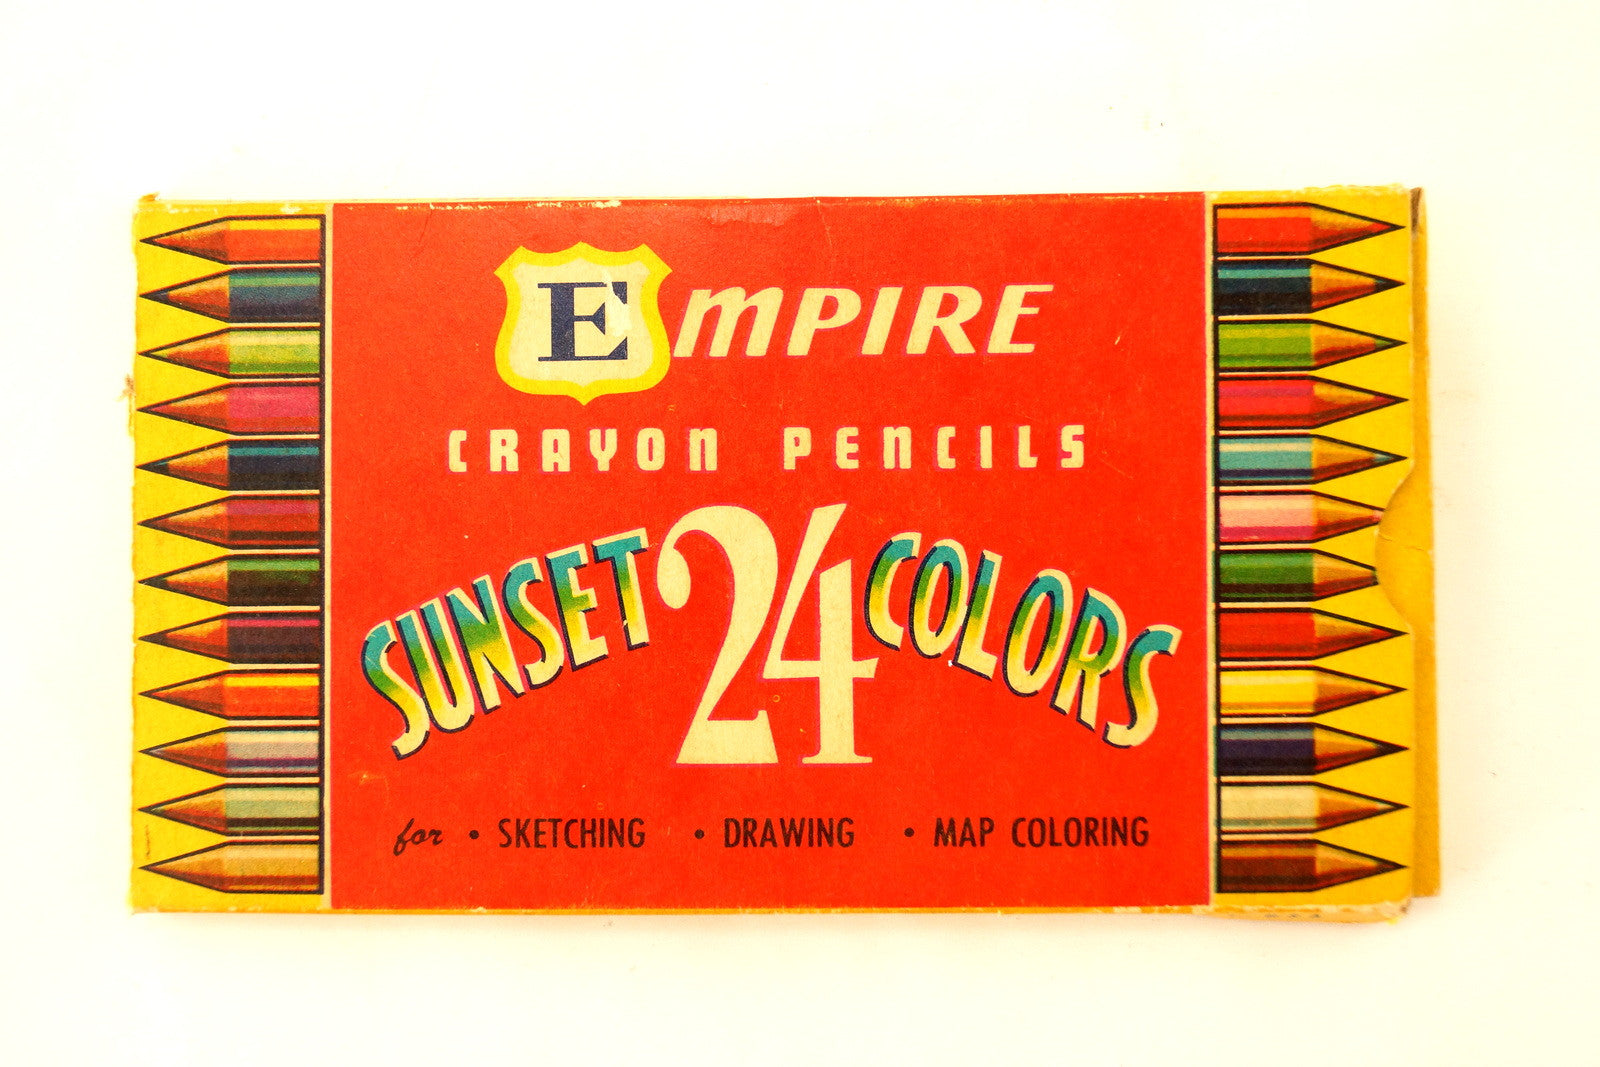 EMPIRE
CRAYON PENCILS
SUNSET 24 COLORS
for • SKETCHING • DRAWING • MAP COLORING